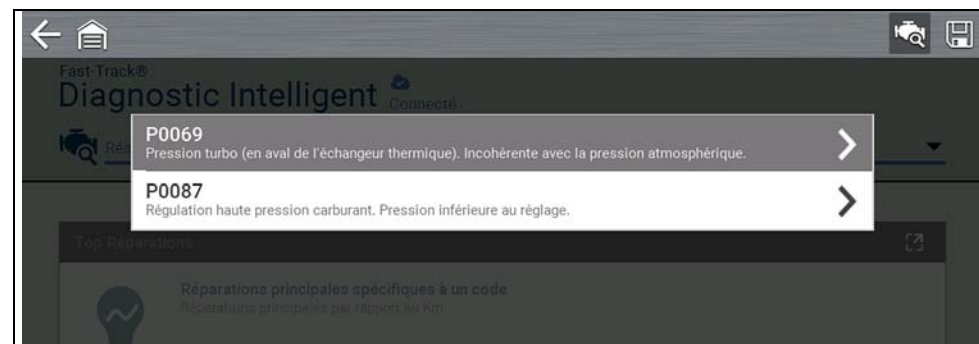 Fast-Track®
Diagnostic Intelligent
Connecté
P0069
Pression turbo (en aval de l'échangeur thermique). Incohérente avec la pression atmosphérique.
P0087
Régulation haute pression carburant. Pression inférieure au réglage.
Top Réparations
Réparations principales spécifiques à un code
Réparations principales par rapport au Km